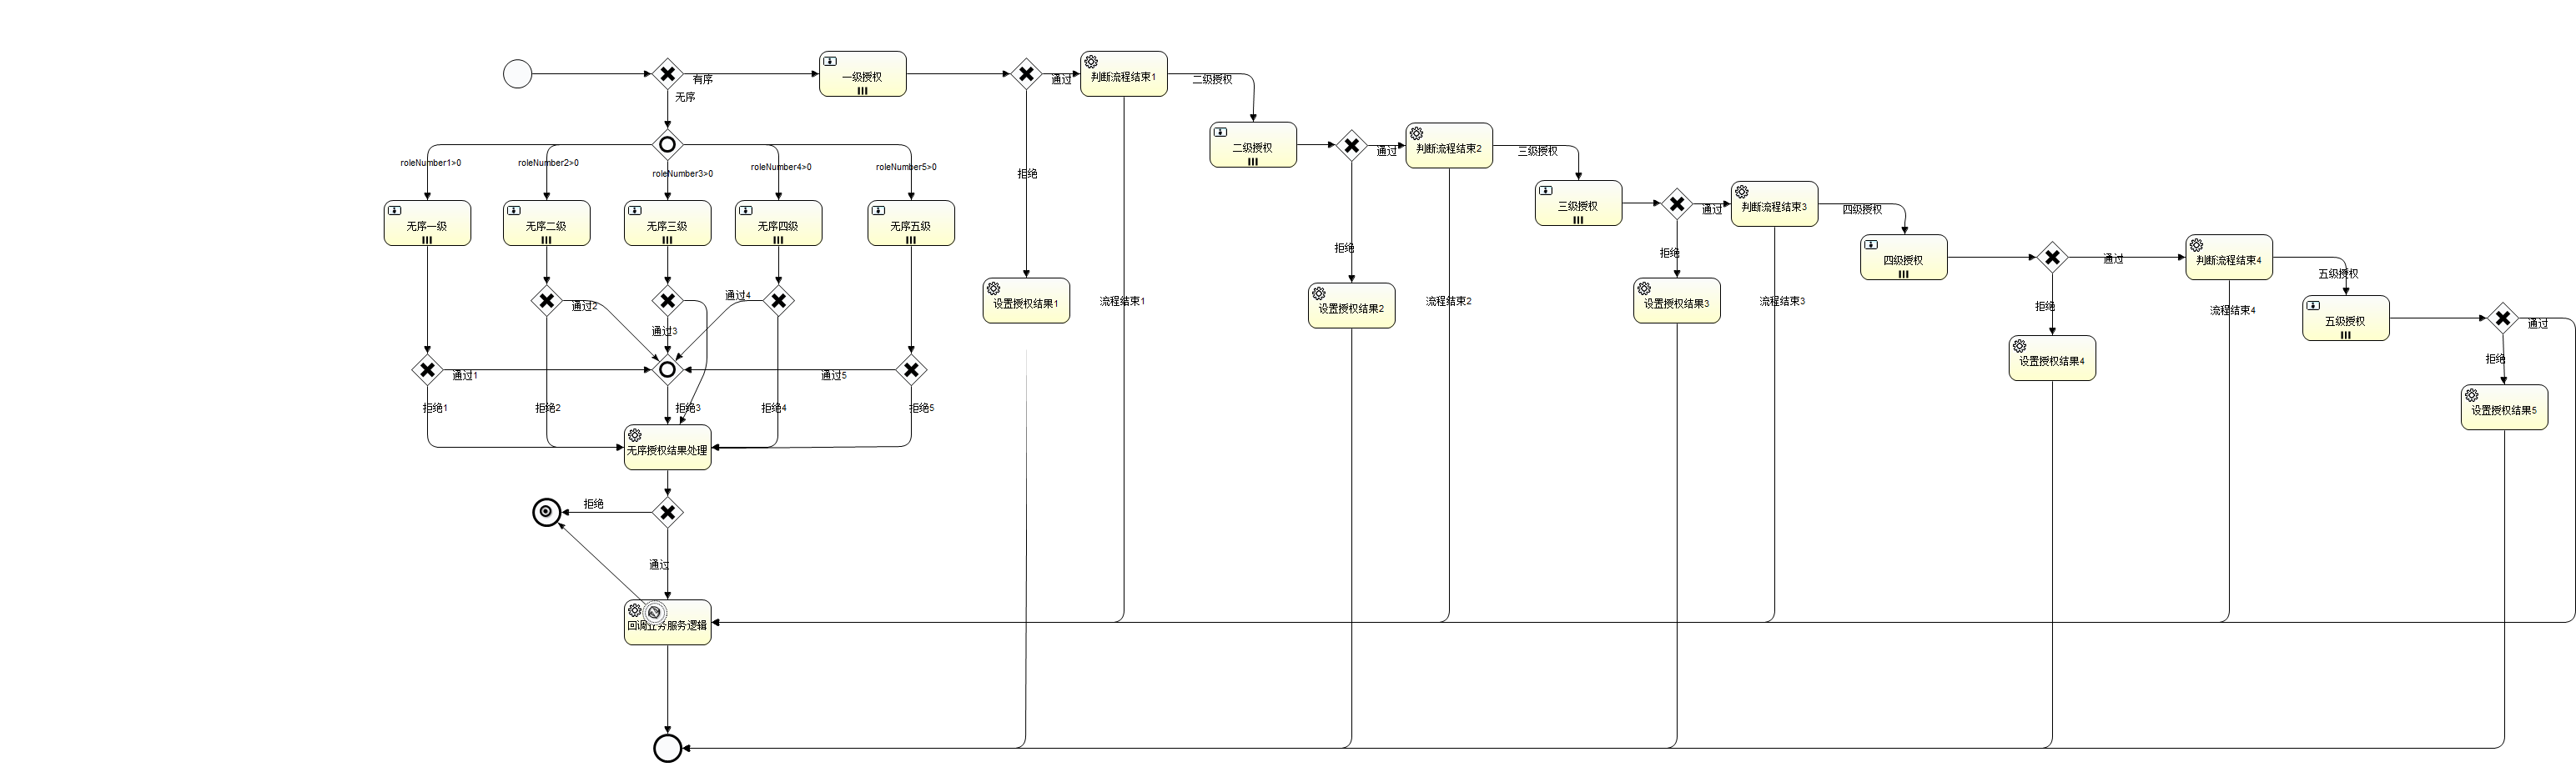 有序
一级授权
通过
判断流程结束1
二级授权
无序
二级授权
通过
判断流程结束2
三级授权
roleNumber1>0
roleNumber2>0
roleNumber3>0
roleNumber4>0
roleNumber5>0
拒绝
三级授权
通过
判断流程结束3
四级授权
无序一级
无序二级
无序三级
无序四级
无序五级
拒绝
拒绝
四级授权
通过
判断流程结束4
五级授权
通过2
通过3
通过4
设置授权结果1
流程结束1
设置授权结果2
流程结束2
设置授权结果3
流程结束3
拒绝
流程结束4
五级授权
通过
通过1
通过5
设置授权结果4
拒绝
拒绝1
拒绝2
拒绝3
拒绝4
拒绝5
设置授权结果5
无序授权结果处理
拒绝
通过
回调业务服务逻辑